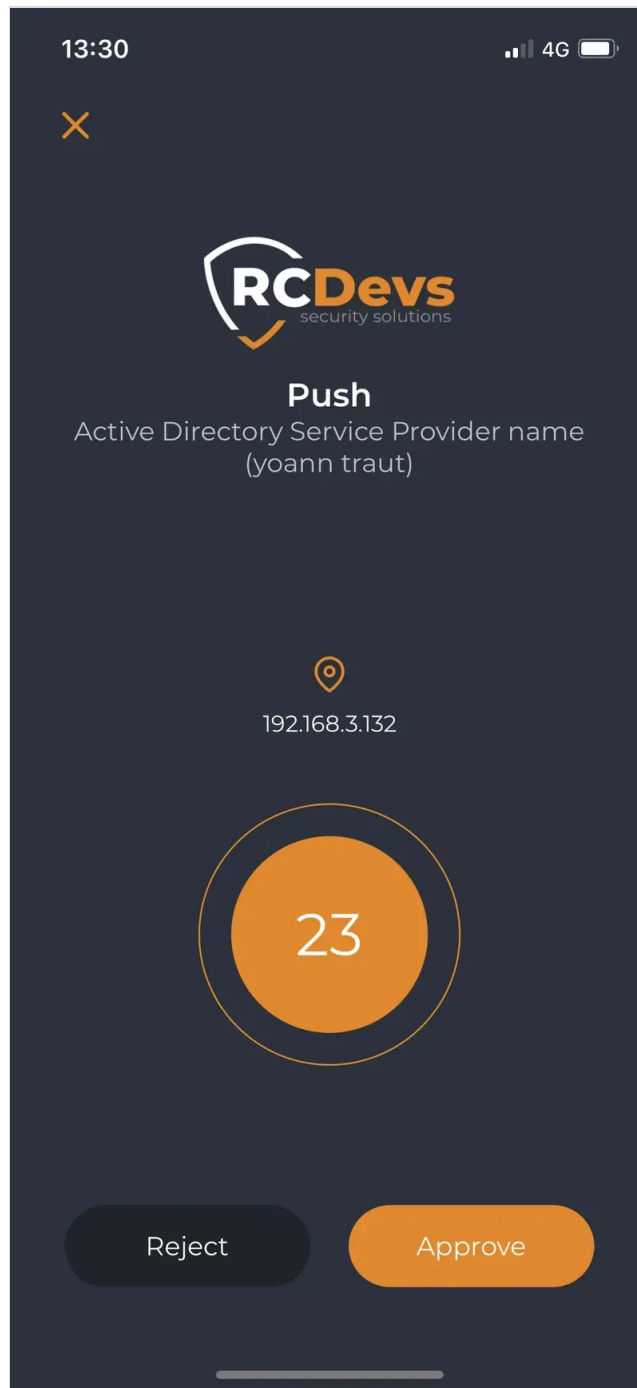 13:30
4G
RCDevs
security solutions
Push
Active Directory Service Provider name
(yoann traut)
192.168.3.132
23
Reject
Approve